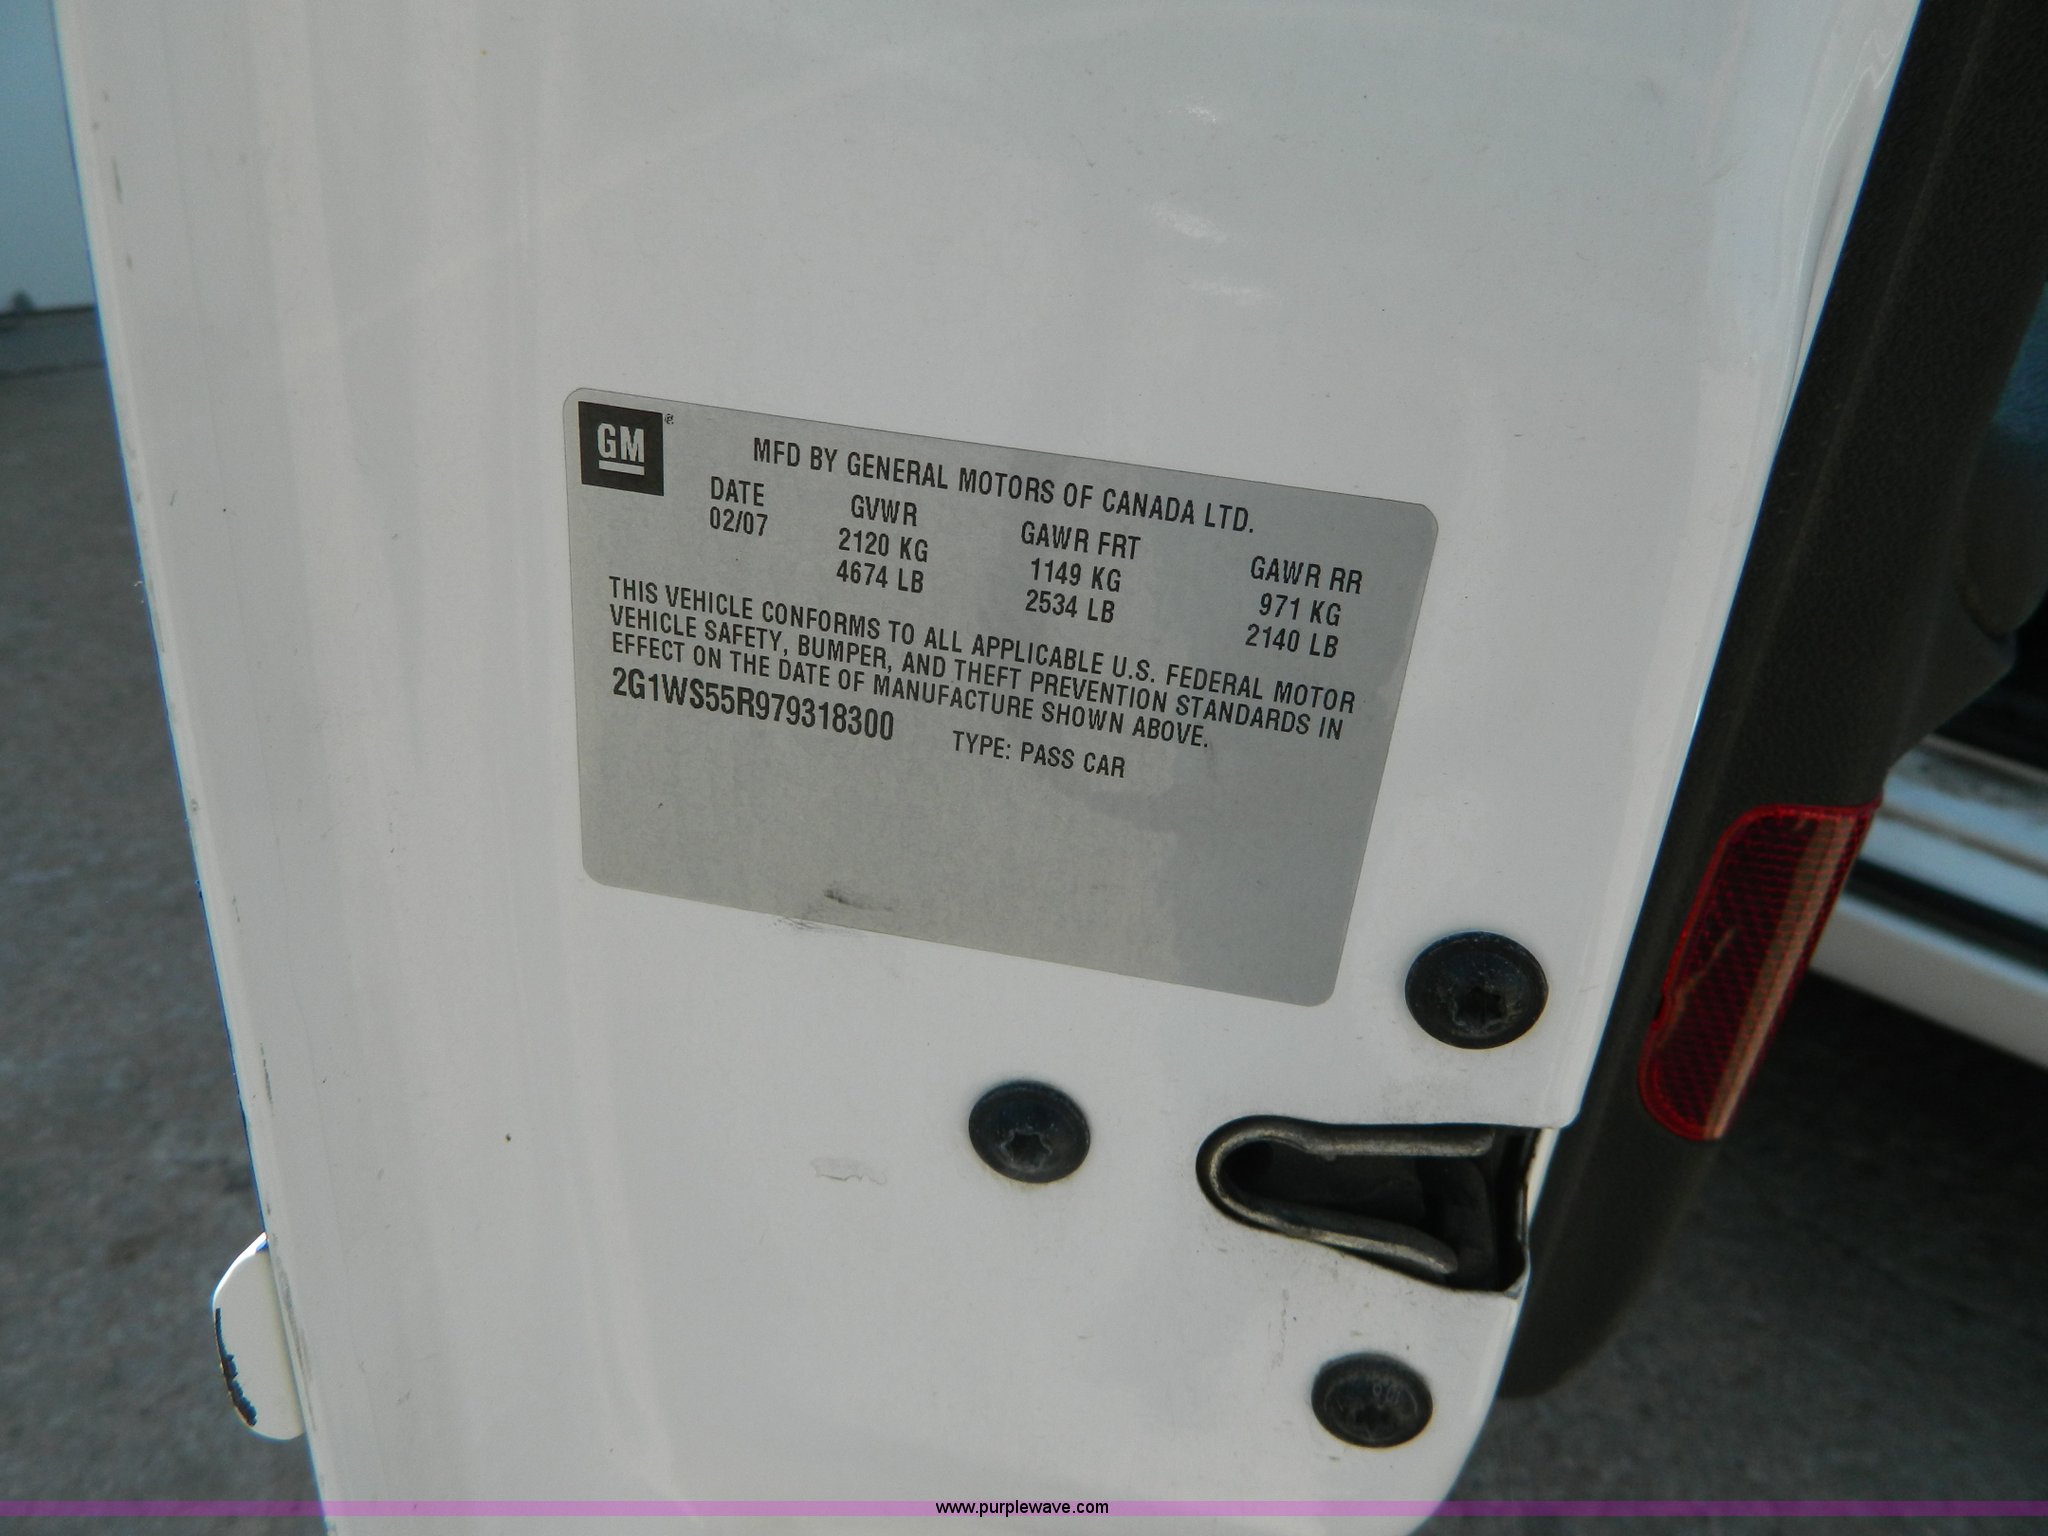 GM®
MFD BY GENERAL MOTORS OF CANADA LTD.
DATE GVWR GAWR FRT GAWR RR
02/07 2120 KG 1149 KG 971 KG
4674 LB 2534 LB 2140 LB
THIS VEHICLE CONFORMS TO ALL APPLICABLE U.S. FEDERAL MOTOR
VEHICLE SAFETY, BUMPER, AND THEFT PREVENTION STANDARDS IN
EFFECT ON THE DATE OF MANUFACTURE SHOWN ABOVE.
2G1WS55R979318300 TYPE: PASS CAR
www.purplewave.com